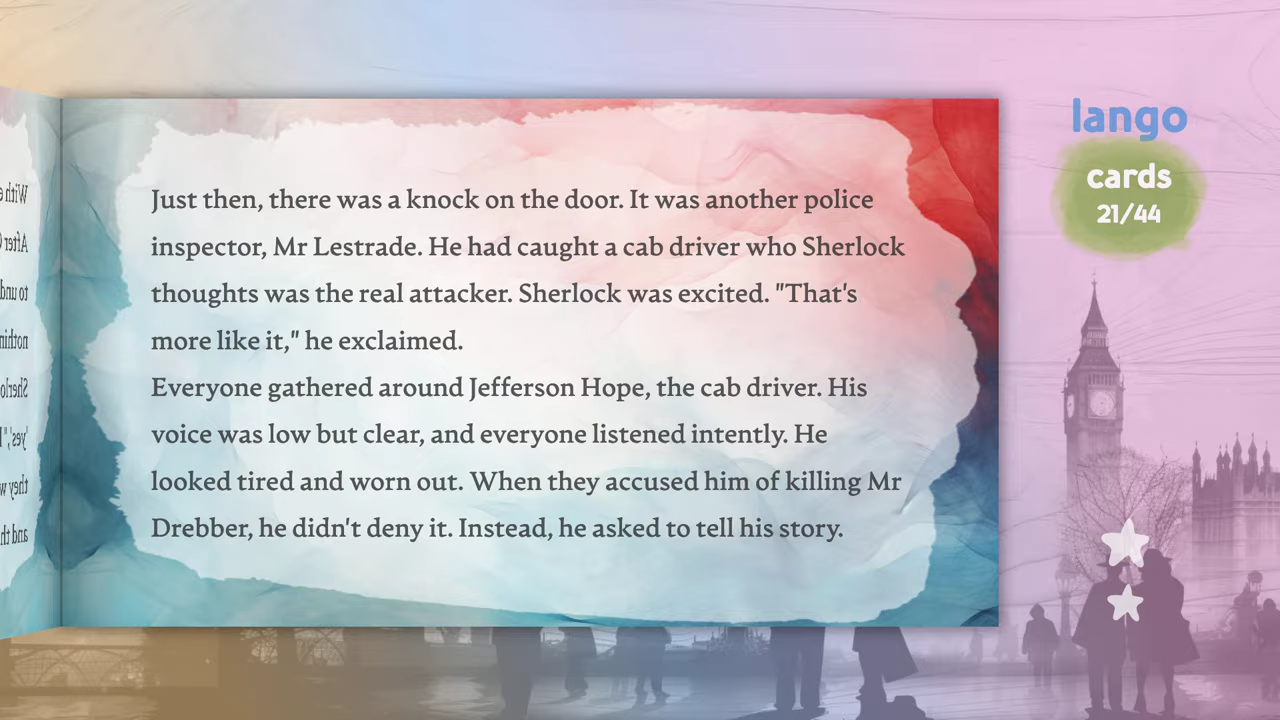 Just then, there was a knock on the door. It was another police
inspector, Mr Lestrade. He had caught a cab driver who Sherlock
thoughts was the real attacker. Sherlock was excited. "That's
more like it," he exclaimed.
Everyone gathered around Jefferson Hope, the cab driver. His
voice was low but clear, and everyone listened intently. He
looked tired and worn out. When they accused him of killing Mr
Drebber, he didn't deny it. Instead, he asked to tell his story.
lango
cards
21/44